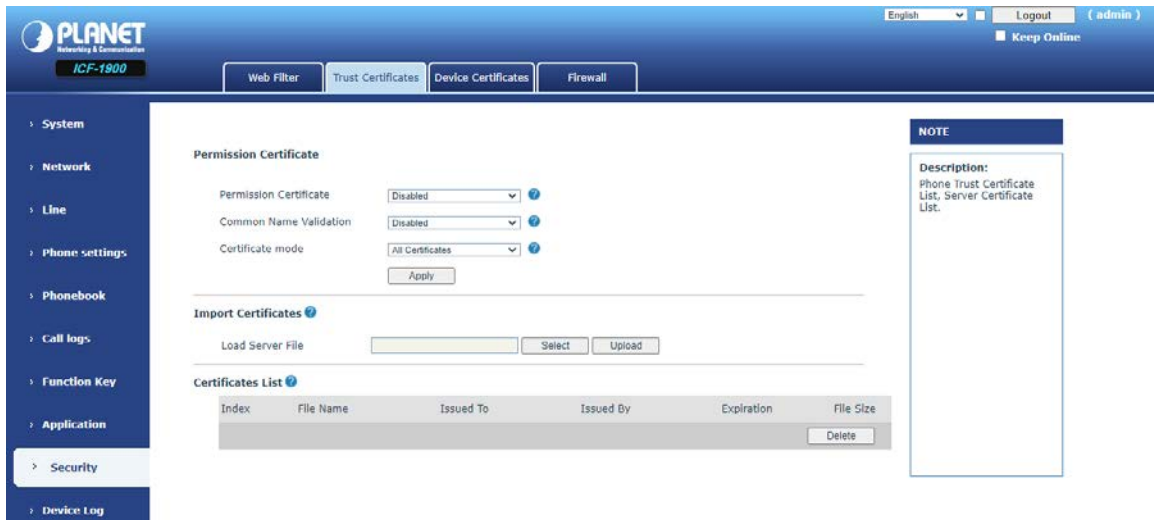 English
Logout
( admin )
PLANET
Networking & Communication
Keep Online
ICF-1900
Web Filter
Trust Certificates
Device Certificates
Firewall
› System
› Network
› Line
› Phone settings
› Phonebook
› Call logs
› Function Key
› Application
› Security
› Device Log
Permission Certificate
Permission Certificate Disabled
Common Name Validation Disabled
Certificate mode All Certificates
Apply
Import Certificates ?
Load Server File Select Upload
Certificates List ?
Index File Name Issued To Issued By Expiration File Size
Delete
NOTE
Description:
Phone Trust Certificate
List, Server Certificate
List.